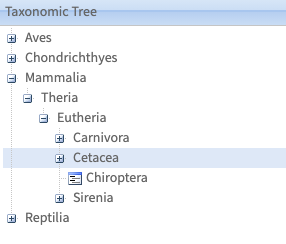 Taxonomic Tree
Aves
Chondrichthyes
Mammalia
Theria
Eutheria
Carnivora
Cetacea
Chiroptera
Sirenia
Reptilia